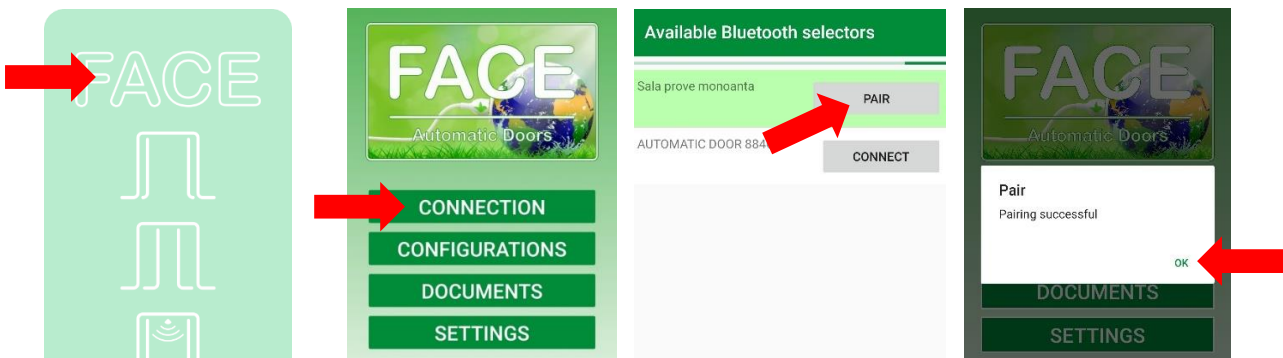 FACE
FACE
Automatic Doors
CONNECTION
CONFIGURATIONS
DOCUMENTS
SETTINGS
Available Bluetooth selectors
Sala prove monoanta
PAIR
AUTOMATIC DOOR 884
CONNECT
FACE
Automatic Doors
Pair
Pairing successful
OK
DOCUMENTS
SETTINGS